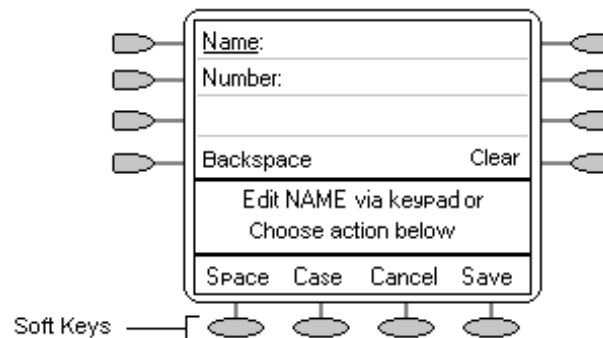 Name:
Number:
Backspace Clear
Edit NAME via keypad or
Choose action below
Space Case Cancel Save
Soft Keys